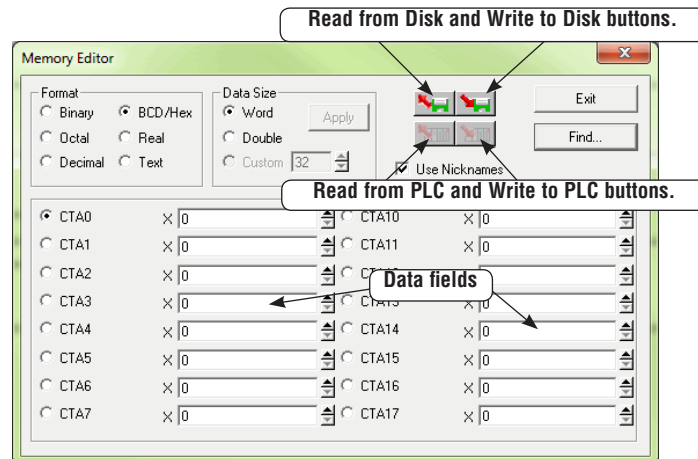 Read from Disk and Write to Disk buttons.
Memory Editor
Format
Binary BCD/Hex
Octal Real
Decimal Text
Data Size
Word
Double
Custom 32
Apply
Use Nicknames
Exit
Find...
Read from PLC and Write to PLC buttons.
CTA0 X 0 CTA10 X 0
CTA1 X 0 CTA11 X 0
CTA2 X 0 X 0
Data fields
CTA3 X 0 X 0
CTA4 X 0 CTA14 X 0
CTA5 X 0 CTA15 X 0
CTA6 X 0 CTA16 X 0
CTA7 X 0 CTA17 X 0